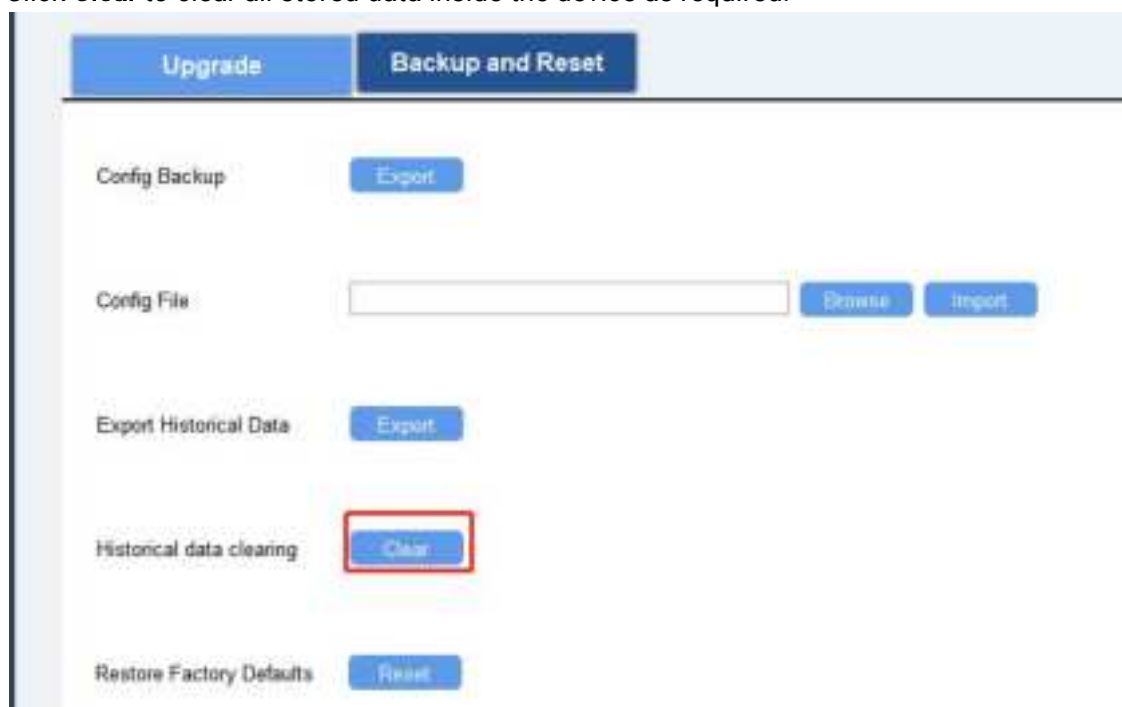 Click Clear to clear all stored data inside the device as required.
Upgrade Backup and Reset
Config Backup Export
Config File Browse Import
Export Historical Data Export
Historical data clearing Clear
Restore Factory Defaults Reset